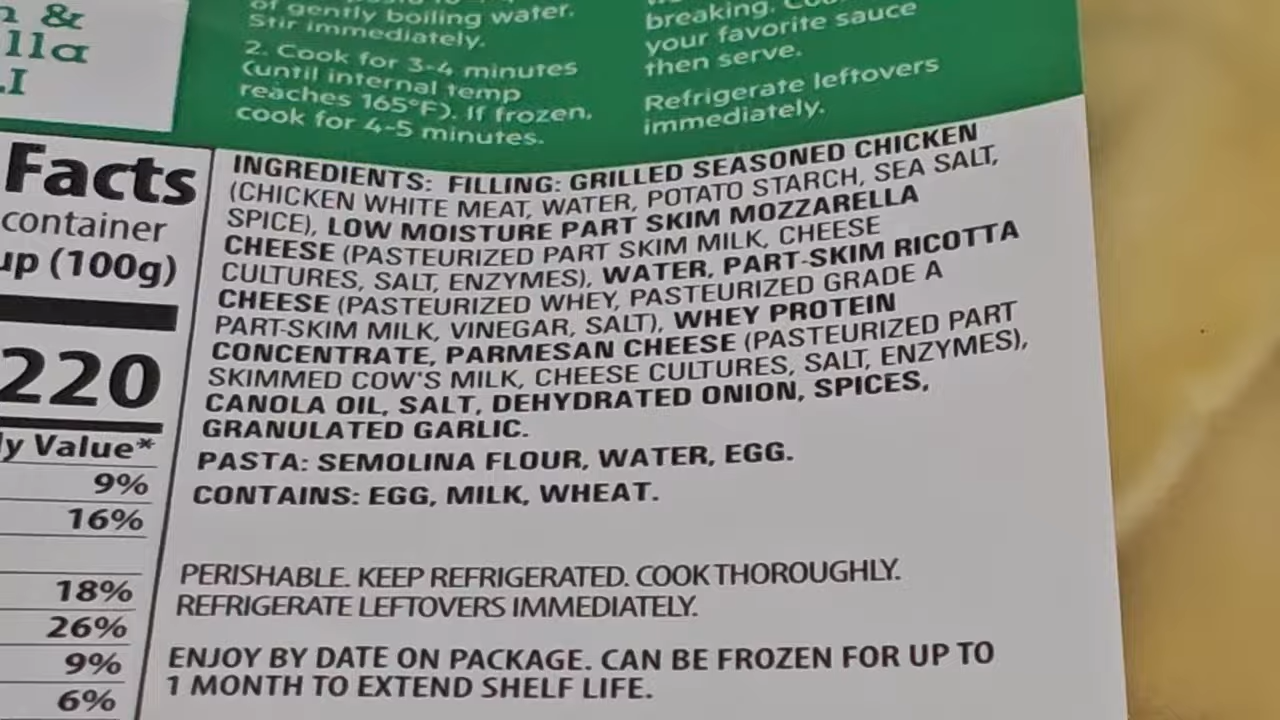 &
lla
of gently boiling water.
Stir immediately.
2. Cook for 3-4 minutes
(until internal temp
reaches 165°F). If frozen,
cook for 4-5 minutes.
breaking.
your favorite sauce
then serve.
Refrigerate leftovers
immediately.
Facts
container
(100g)
220
Value*
9%
16%
18%
26%
9%
6%
INGREDIENTS: FILLING: GRILLED SEASONED CHICKEN
(CHICKEN WHITE MEAT, WATER, POTATO STARCH, SEA SALT,
SPICE), LOW MOISTURE PART SKIM MOZZARELLA
CHEESE (PASTEURIZED PART SKIM MILK, CHEESE
CULTURES, SALT, ENZYMES), WATER, PART-SKIM RICOTTA
CHEESE (PASTEURIZED WHEY, PASTEURIZED GRADE A
PART-SKIM MILK, VINEGAR, SALT), WHEY PROTEIN
CONCENTRATE, PARMESAN CHEESE (PASTEURIZED PART
SKIMMED COW'S MILK, CHEESE CULTURES, SALT, ENZYMES),
CANOLA OIL, SALT, DEHYDRATED ONION, SPICES,
GRANULATED GARLIC.
PASTA: SEMOLINA FLOUR, WATER, EGG.
CONTAINS: EGG, MILK, WHEAT.
PERISHABLE. KEEP REFRIGERATED. COOK THOROUGHLY.
REFRIGERATE LEFTOVERS IMMEDIATELY.
ENJOY BY DATE ON PACKAGE. CAN BE FROZEN FOR UP TO
1 MONTH TO EXTEND SHELF LIFE.